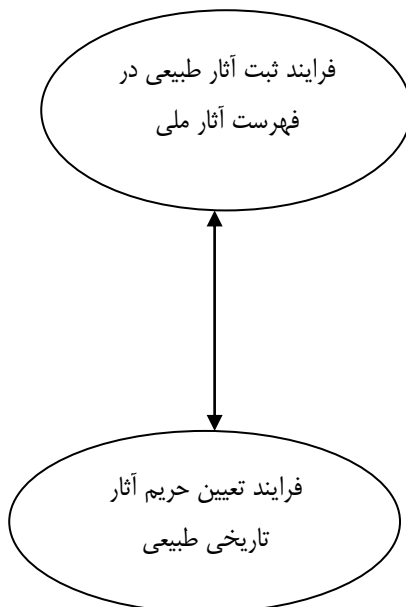 فرایند ثبت آثار طبیعی در
فهرست آثار ملی
فرایند تعیین حریم آثار
تاریخی طبیعی